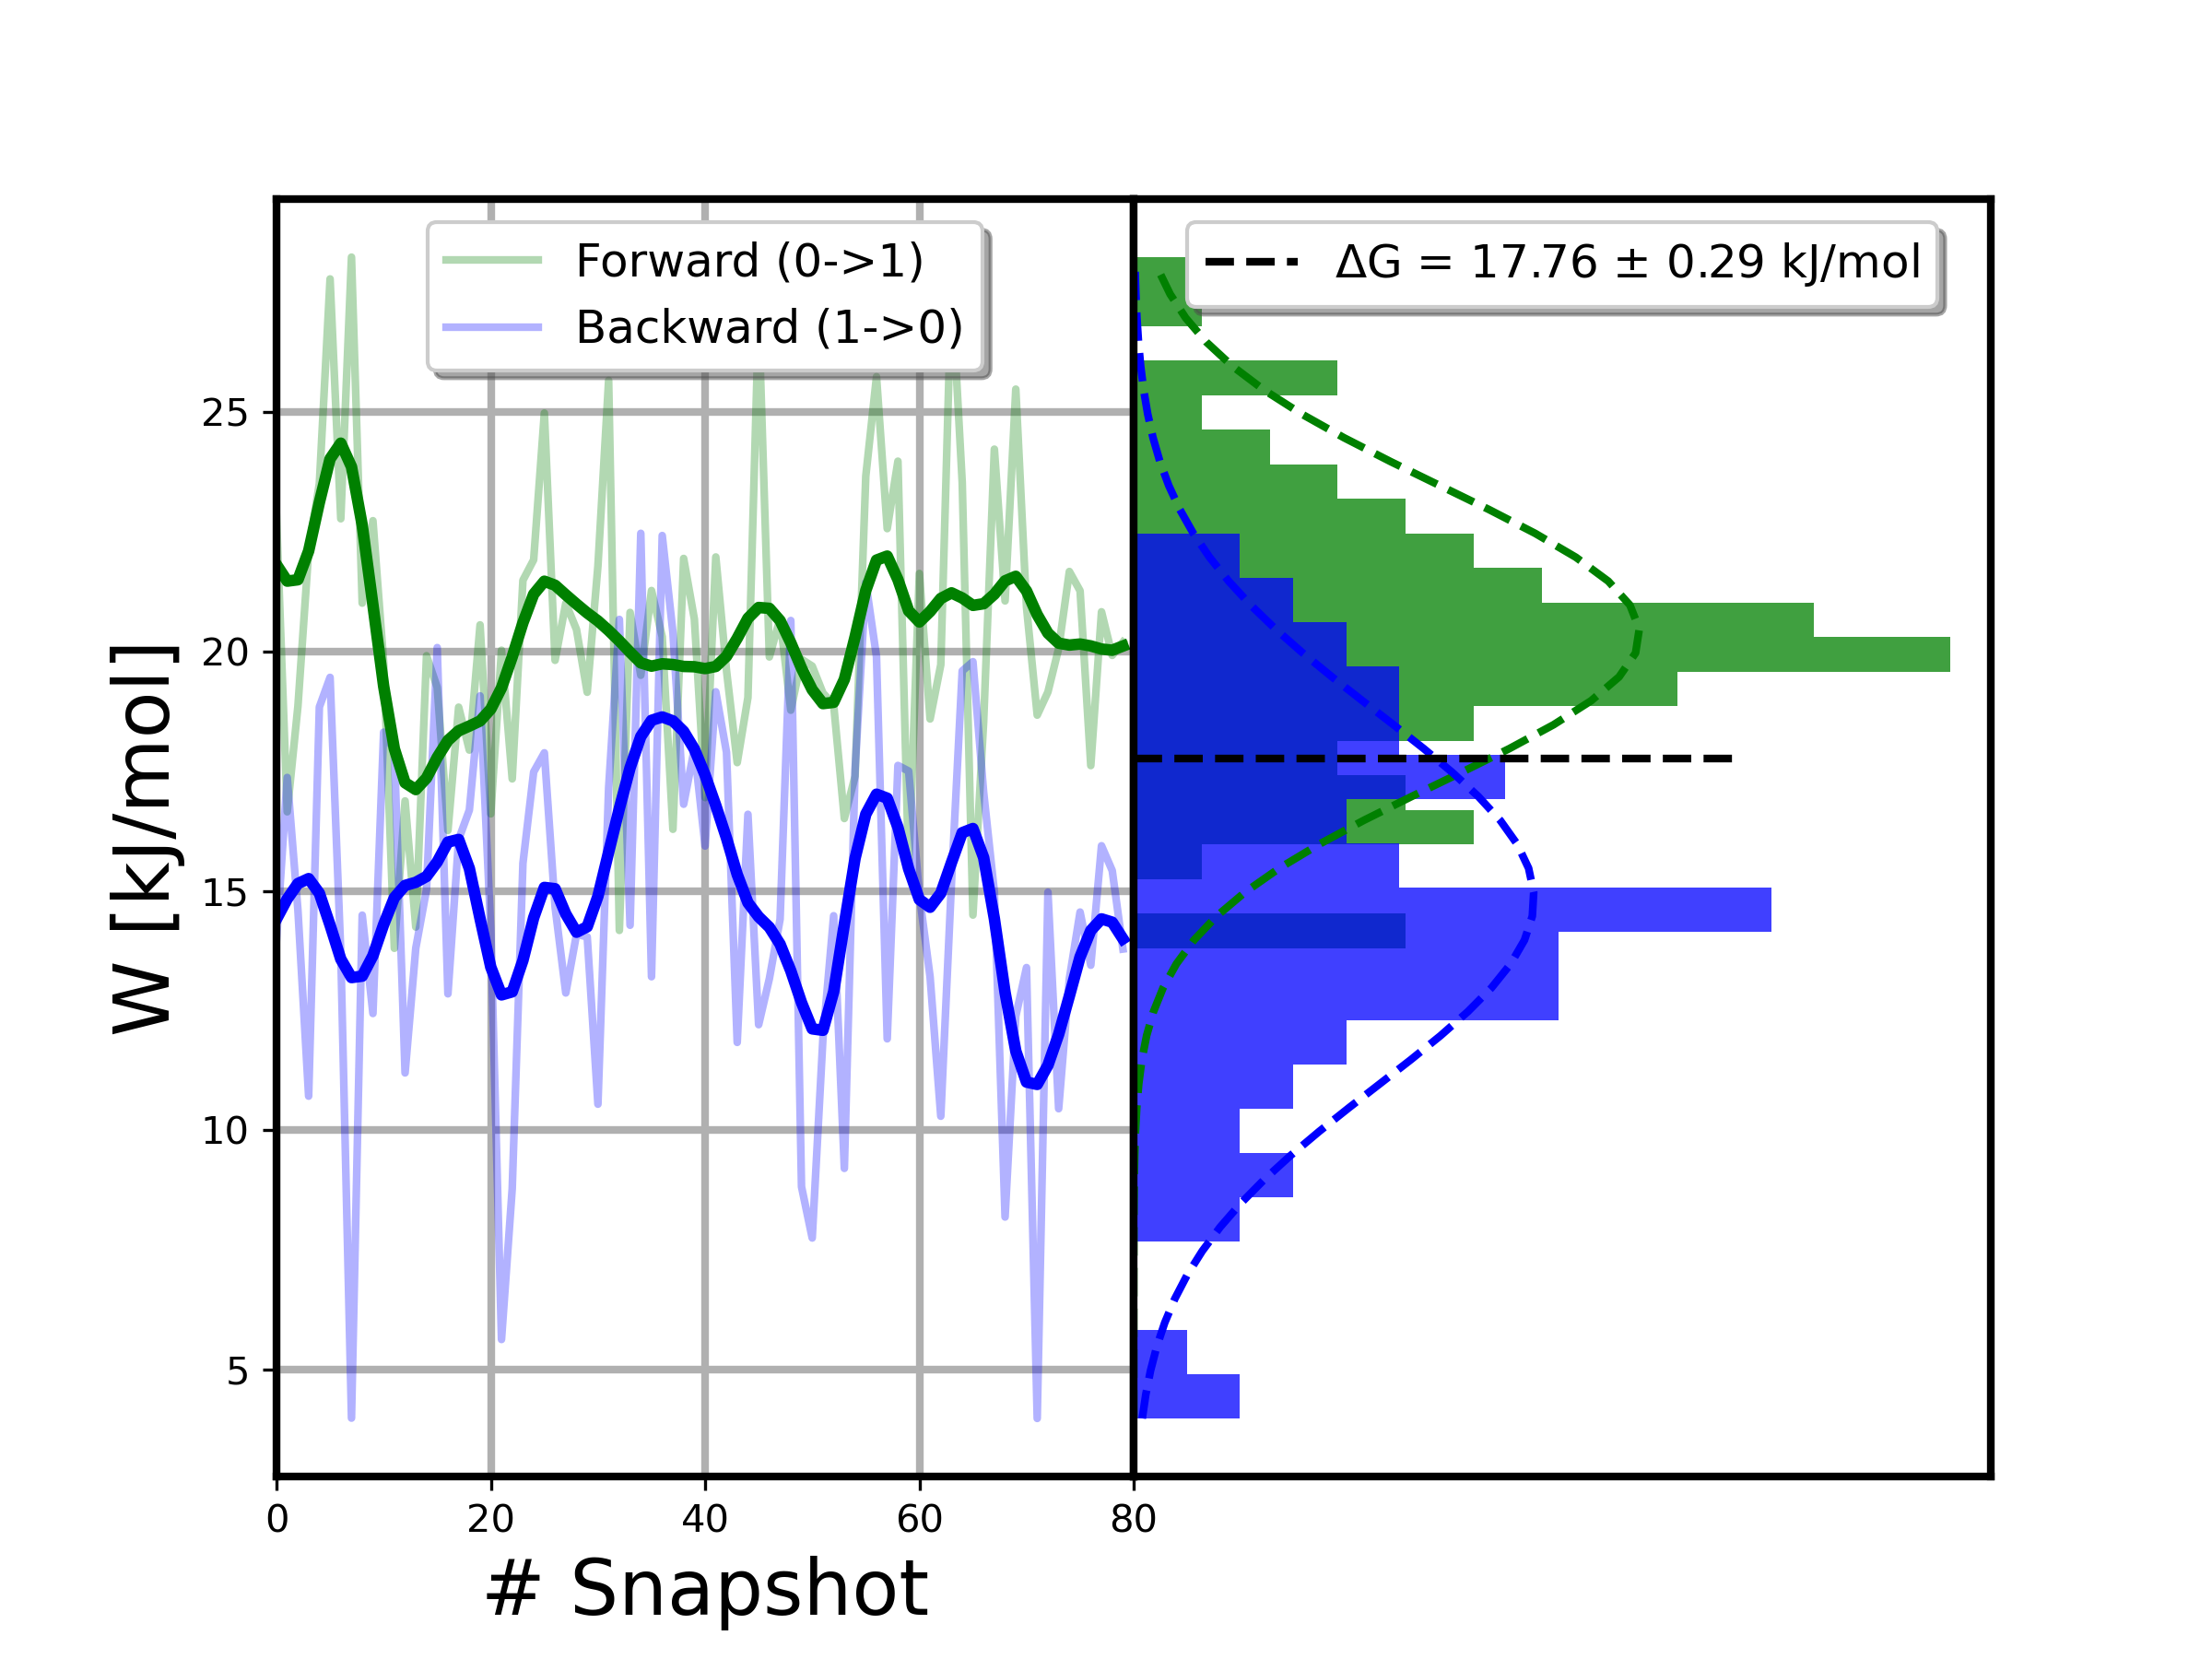 Forward (0->1)
Backward (1->0)
ΔG = 17.76 ± 0.29 kJ/mol
W [kJ/mol]
25
20
15
10
5
0 20 40 60 80
# Snapshot